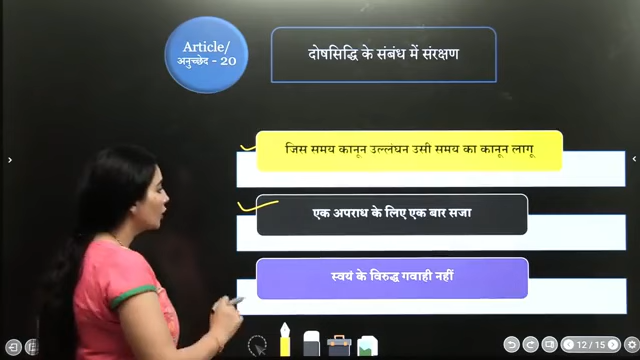 Article/
अनुच्छेद - 20
दोषसिद्धि के संबंध में संरक्षण
जिस समय कानून उल्लंघन उसी समय का कानून लागू
एक अपराध के लिए एक बार सजा
स्वयं के विरुद्ध गवाही नहीं
12 / 15